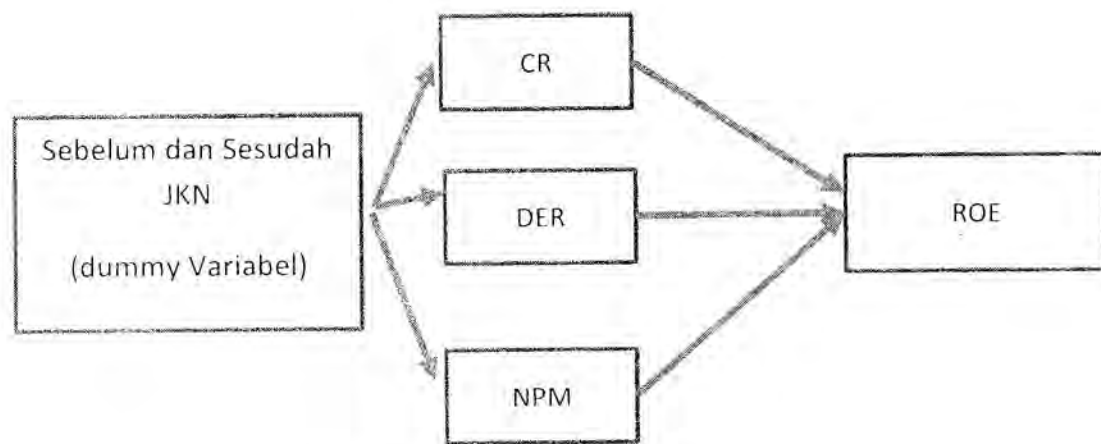 Sebelum dan Sesudah
JKN
(dummy Variabel)
CR
DER
NPM
ROE